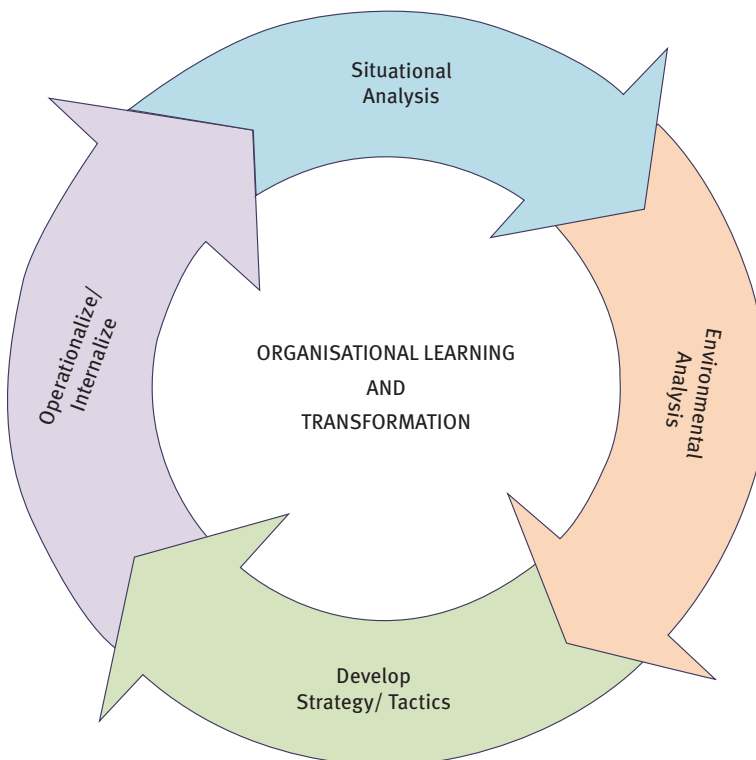 Situational
Analysis
Environmental
Analysis
Develop
Strategy/ Tactics
Operationalize/
Internalize
ORGANISATIONAL LEARNING
AND
TRANSFORMATION